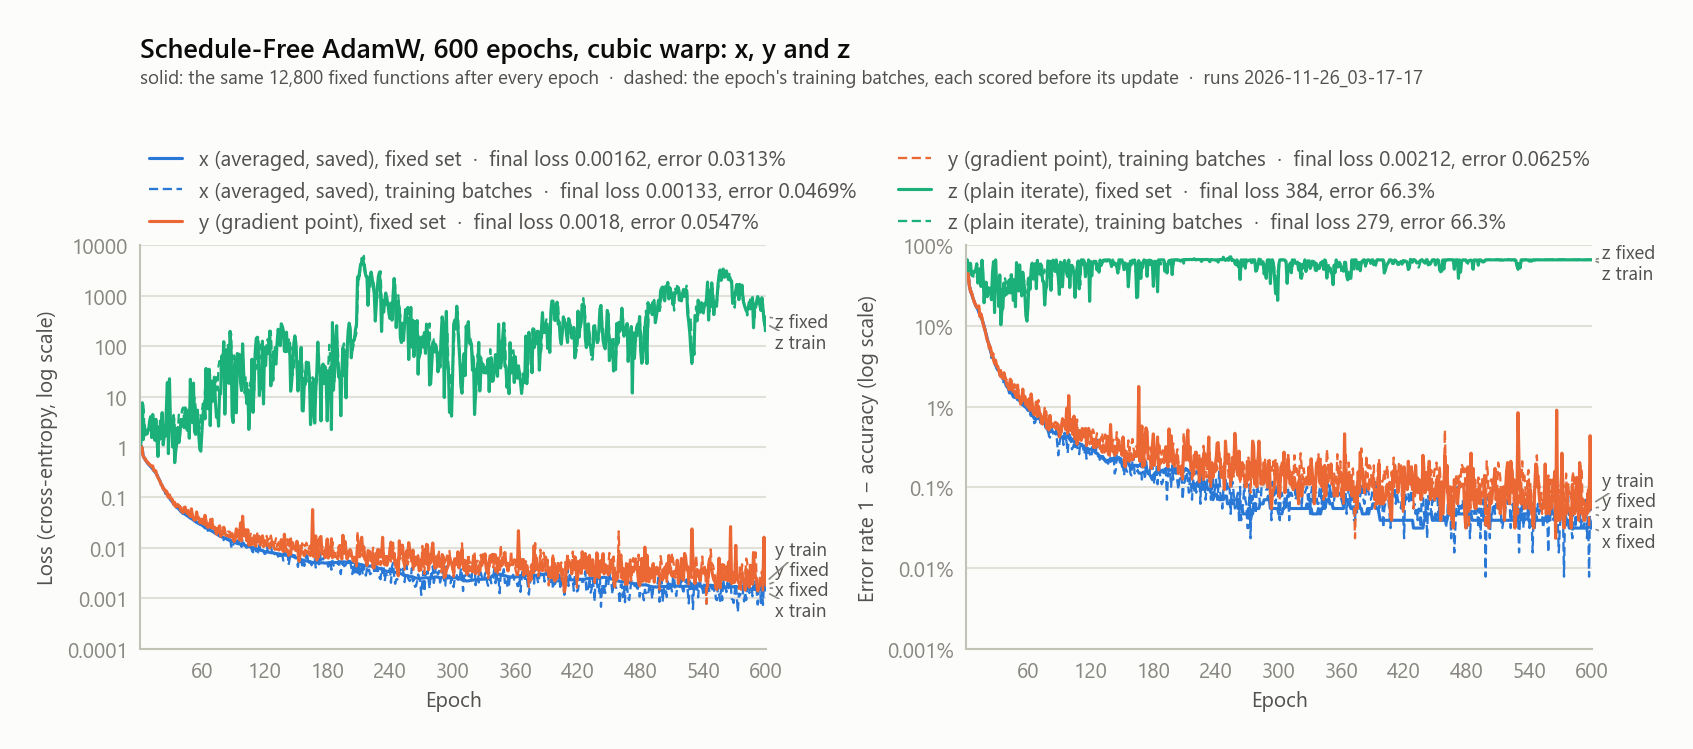 Schedule-Free AdamW, 600 epochs, cubic warp: x, y and z
solid: the same 12,800 fixed functions after every epoch · dashed: the epoch's training batches, each scored before its update · runs 2026-11-26_03-17-17
x (averaged, saved), fixed set · final loss 0.00162, error 0.0313%
x (averaged, saved), training batches · final loss 0.00133, error 0.0469%
y (gradient point), fixed set · final loss 0.0018, error 0.0547%
y (gradient point), training batches · final loss 0.00212, error 0.0625%
z (plain iterate), fixed set · final loss 384, error 66.3%
z (plain iterate), training batches · final loss 279, error 66.3%
Loss (cross-entropy, log scale)
10000
1000
100
10
1
0.1
0.01
0.001
0.0001
z fixed
z train
y train
y fixed
x fixed
x train
60 120 180 240 300 360 420 480 540 600
Epoch
Error rate 1 − accuracy (log scale)
100%
10%
1%
0.1%
0.01%
0.001%
z fixed
z train
y train
y fixed
x train
x fixed
60 120 180 240 300 360 420 480 540 600
Epoch